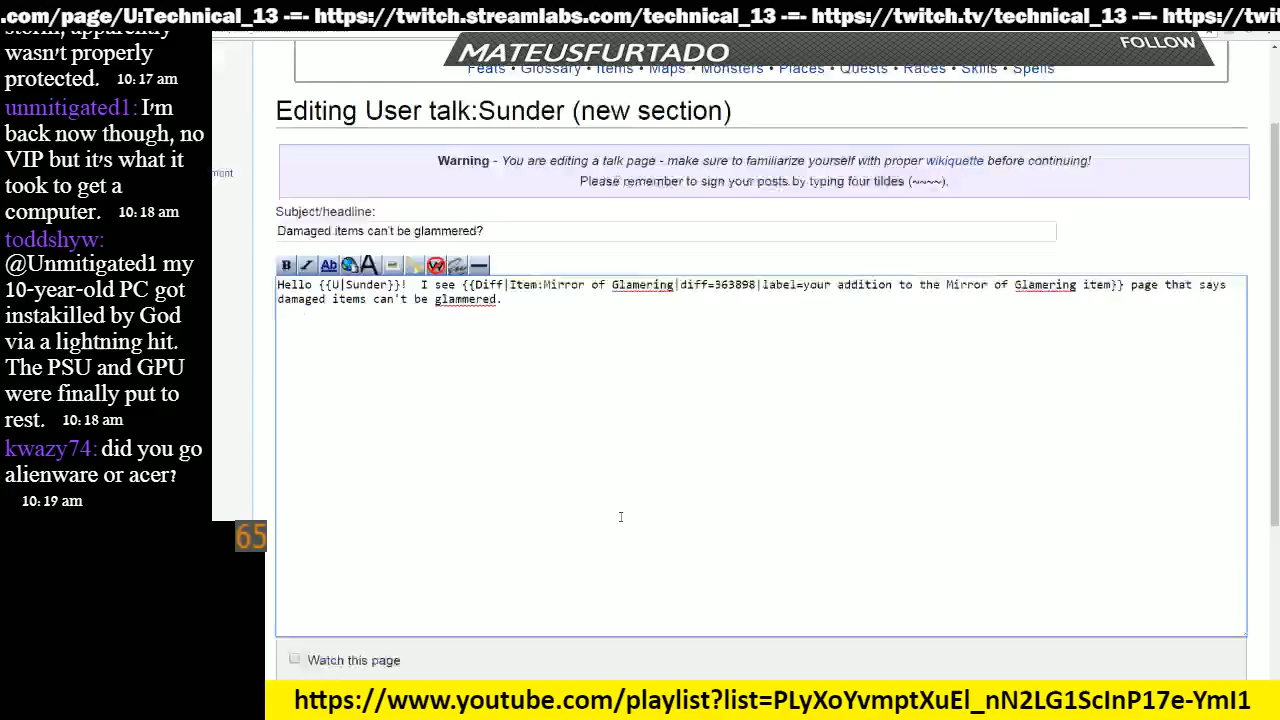 .com/page/U:Technical_13 -=- https://twitch.streamlabs.com/technical_13 -=- https://twitch.tv/technical_13 -=- https://t
storm, apparently
wasn't properly
protected. 10:17 am
unmitigated1: I'm
back now though, no
VIP but it's what it
took to get a
computer. 10:18 am
toddshyw:
@Unmitigated1 my
10-year-old PC got
instakilled by God
via a lightning hit.
The PSU and GPU
were finally put to
rest. 10:18 am
kwazy74: did you go
alienware or acer?
10:19 am
65
MATEUSFURTADO
FOLLOW
Feats • Glossary • Items • Maps • Monsters • Places • Quests • Races • Skills • Spells
Editing User talk:Sunder (new section)
Warning - You are editing a talk page - make sure to familiarize yourself with proper wikiquette before continuing!
Please remember to sign your posts by typing four tildes (~~~~).
Subject/headline:
Damaged items can't be glammered?
B I Ab A W
Hello {{U|Sunder}}!  I see {{Diff|Item:Mirror of Glamering|diff=363898|label=your addition to the Mirror of Glamering item}} page that says
damaged items can't be glammered.
Watch this page
https://www.youtube.com/playlist?list=PLyXoYvmptXuEl_nN2LG1ScInP17e-YmI1